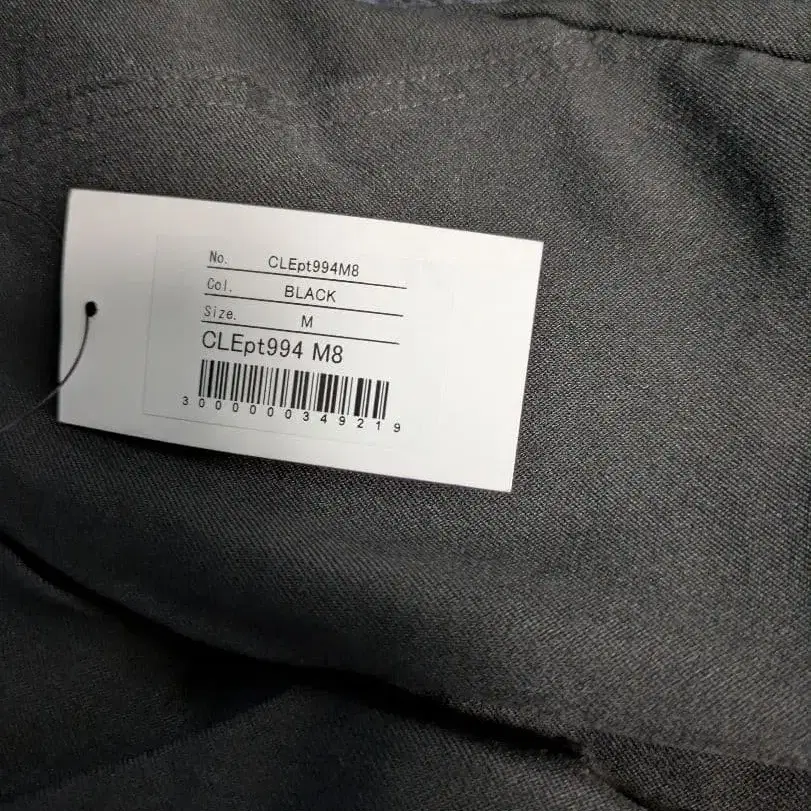 No. CLEpt994M8
Col. BLACK
Size. M
CLEpt994 M8
3000000349219